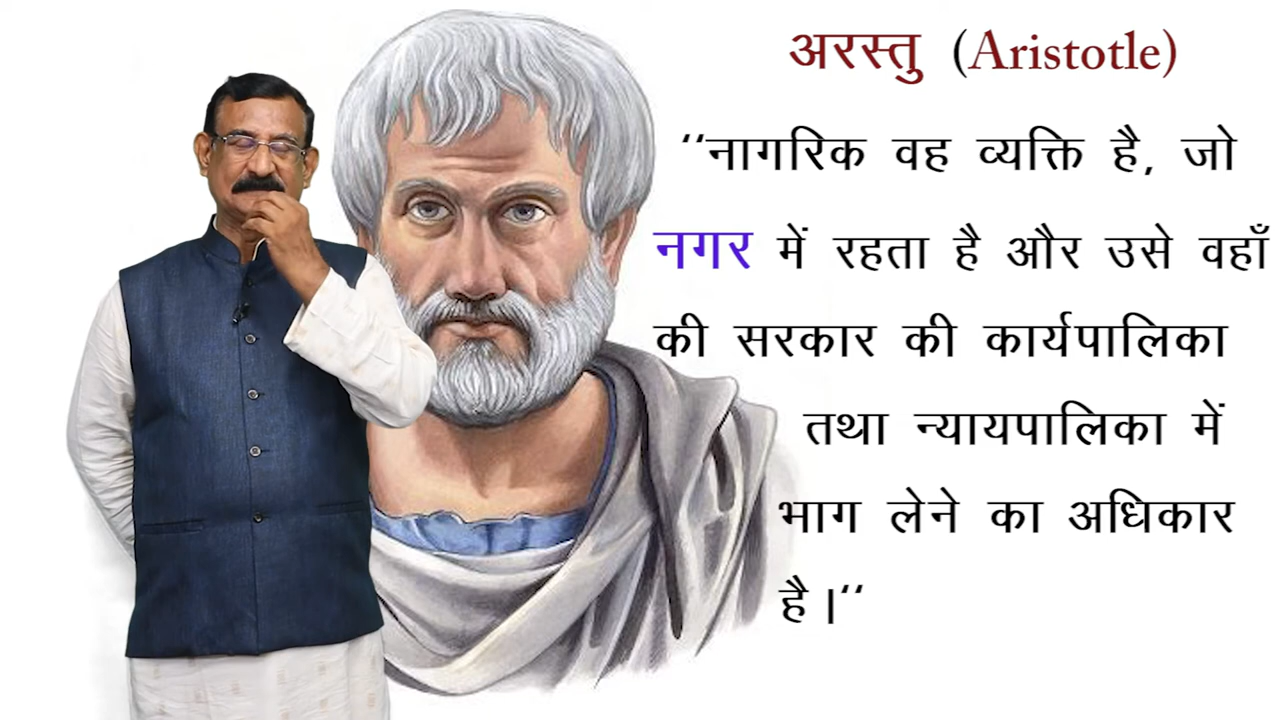 अरस्तु (Aristotle)
‘‘नागरिक वह व्यक्ति है, जो
नगर में रहता है और उसे वहाँ
की सरकार की कार्यपालिका
तथा न्यायपालिका में
भाग लेने का अधिकार
है।‘‘